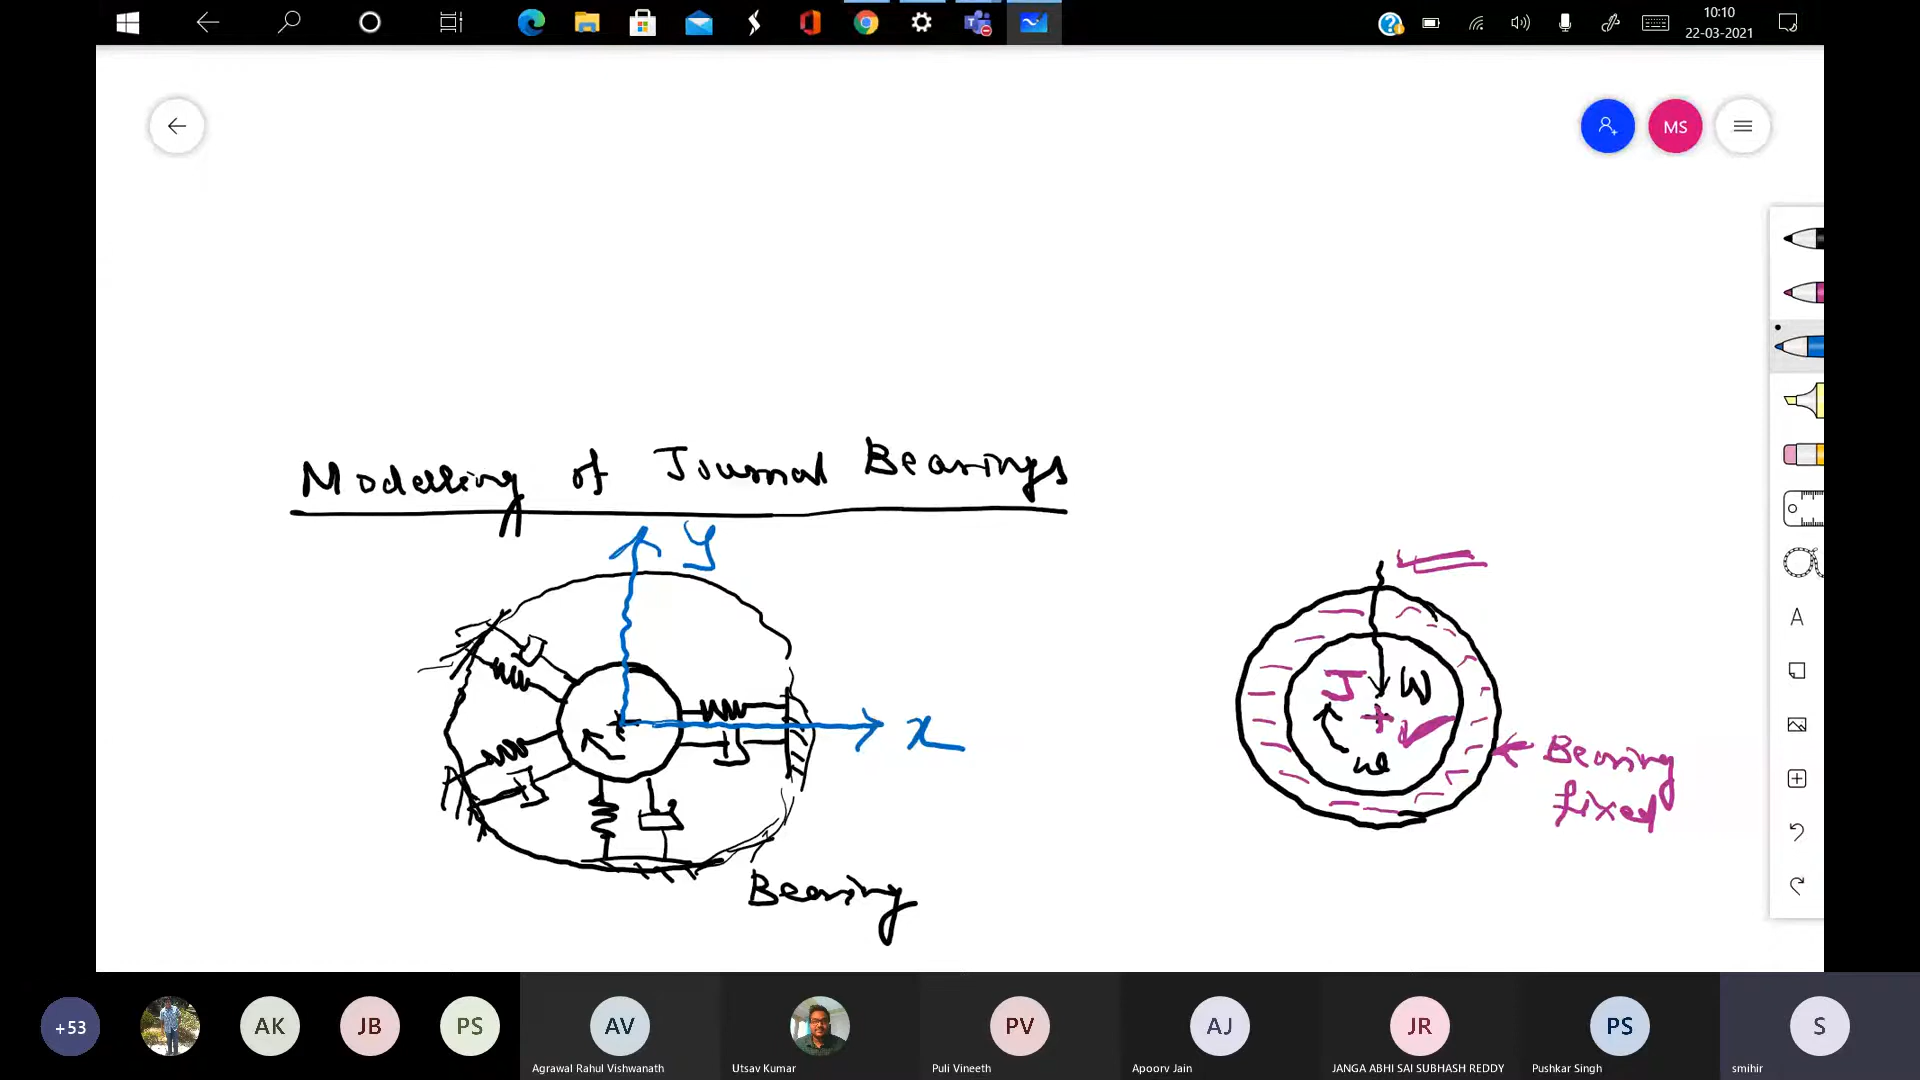 10:10
22-03-2021
MS
Modelling of Journal Bearings
y
x
J W
Bearing
fixed
Bearing
A
+53
AK
JB
PS
AV
Agrawal Rahul Vishwanath
Utsav Kumar
PV
Puli Vineeth
AJ
Apoorv Jain
JR
JANGA ABHI SAI SUBHASH REDDY
PS
Pushkar Singh
S
smihir